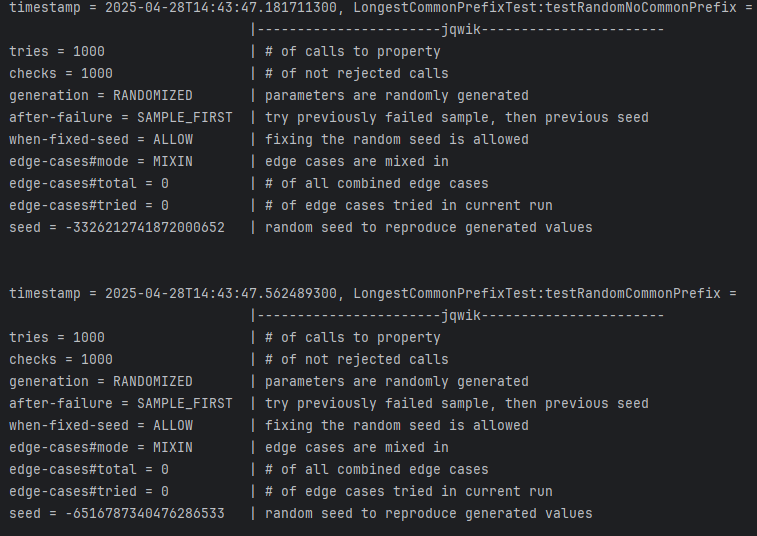 timestamp = 2025-04-28T14:43:47.181711300, LongestCommonPrefixTest:testRandomNoCommonPrefix =
                              |-----------------------jqwik-----------------------
tries = 1000                  | # of calls to property
checks = 1000                 | # of not rejected calls
generation = RANDOMIZED       | parameters are randomly generated
after-failure = SAMPLE_FIRST  | try previously failed sample, then previous seed
when-fixed-seed = ALLOW       | fixing the random seed is allowed
edge-cases#mode = MIXIN       | edge cases are mixed in
edge-cases#total = 0          | # of all combined edge cases
edge-cases#tried = 0          | # of edge cases tried in current run
seed = -3326212741872000652   | random seed to reproduce generated values

timestamp = 2025-04-28T14:43:47.562489300, LongestCommonPrefixTest:testRandomCommonPrefix =
                              |-----------------------jqwik-----------------------
tries = 1000                  | # of calls to property
checks = 1000                 | # of not rejected calls
generation = RANDOMIZED       | parameters are randomly generated
after-failure = SAMPLE_FIRST  | try previously failed sample, then previous seed
when-fixed-seed = ALLOW       | fixing the random seed is allowed
edge-cases#mode = MIXIN       | edge cases are mixed in
edge-cases#total = 0          | # of all combined edge cases
edge-cases#tried = 0          | # of edge cases tried in current run
seed = -6516787340476286533   | random seed to reproduce generated values